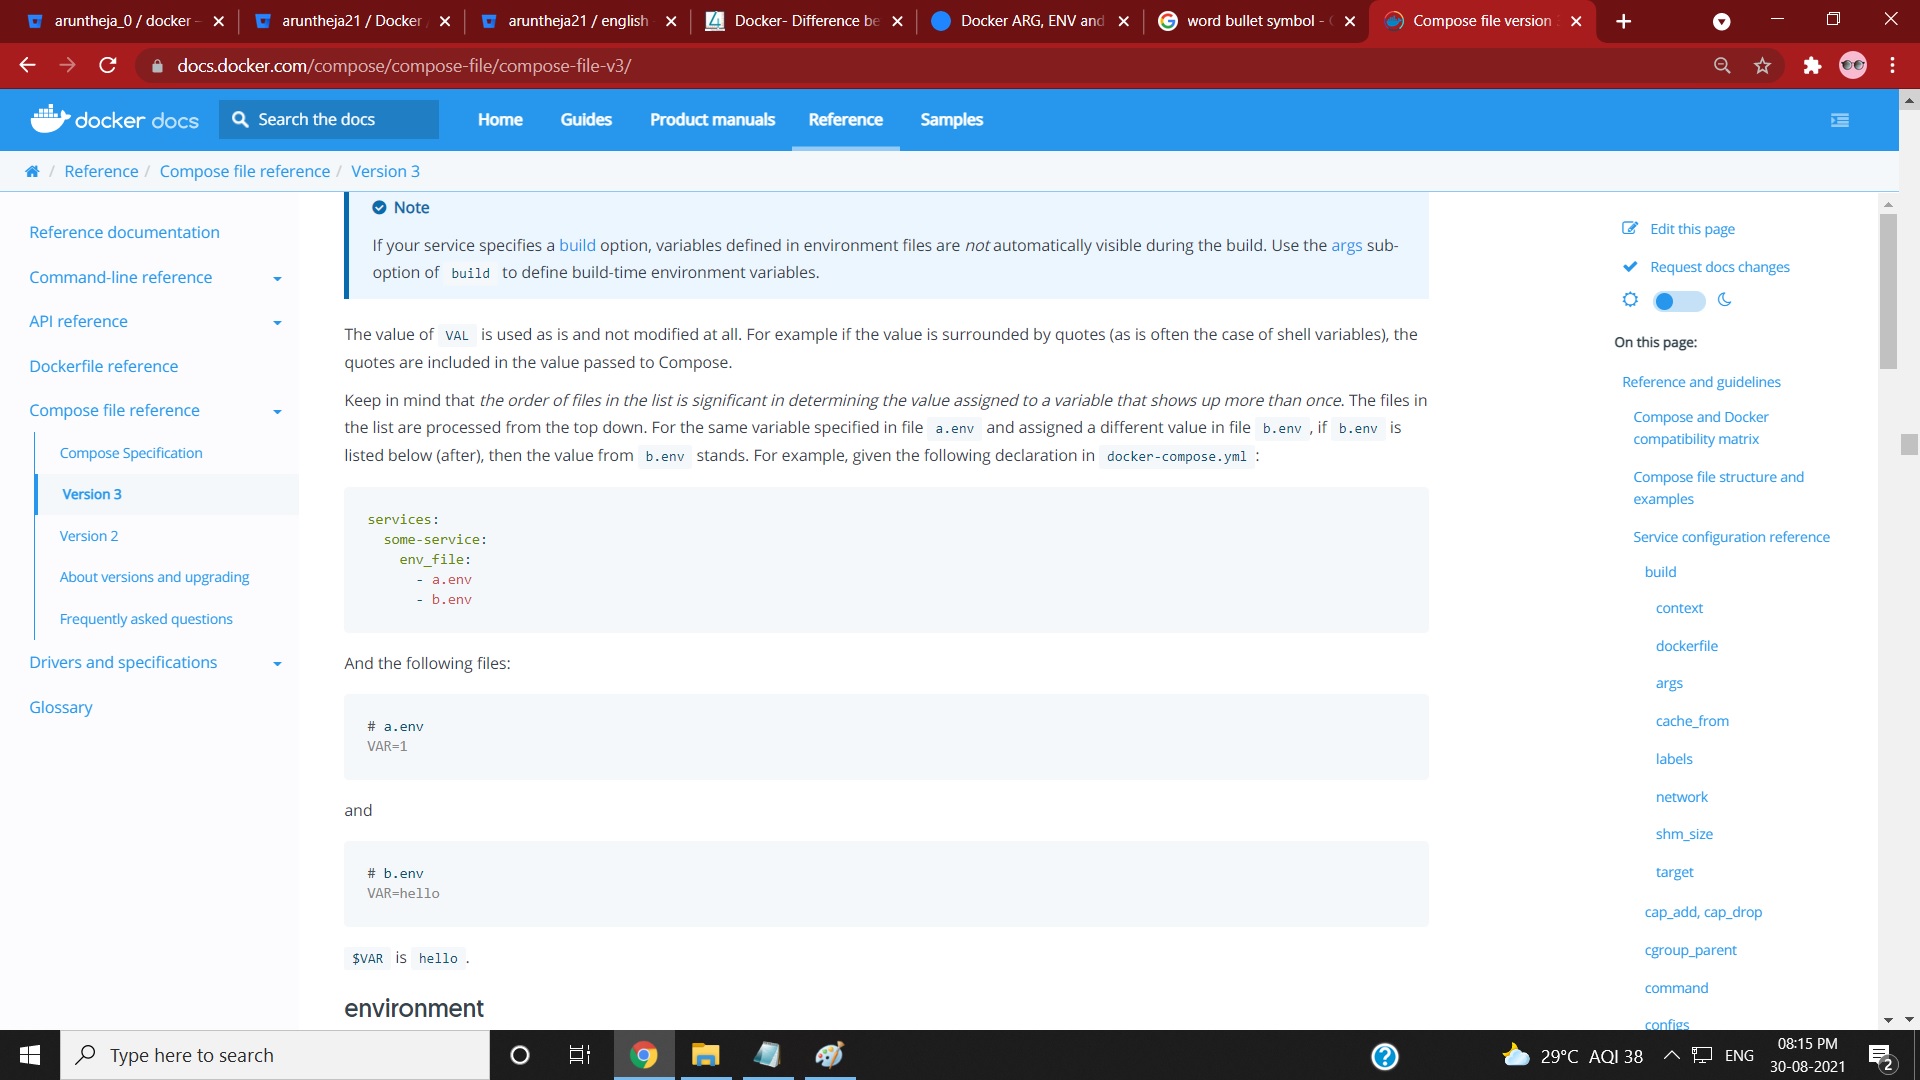 aruntheja_0 / docker
aruntheja21 / Docker
aruntheja21 / english
Docker- Difference be
Docker ARG, ENV and
word bullet symbol -
Compose file version
docs.docker.com/compose/compose-file/compose-file-v3/
docker docs
Search the docs
Home
Guides
Product manuals
Reference
Samples
/ Reference / Compose file reference / Version 3
Reference documentation
Command-line reference
API reference
Dockerfile reference
Compose file reference
Compose Specification
Version 3
Version 2
About versions and upgrading
Frequently asked questions
Drivers and specifications
Glossary
Note
If your service specifies a build option, variables defined in environment files are not automatically visible during the build. Use the args sub-
option of build to define build-time environment variables.
The value of VAL is used as is and not modified at all. For example if the value is surrounded by quotes (as is often the case of shell variables), the
quotes are included in the value passed to Compose.
Keep in mind that the order of files in the list is significant in determining the value assigned to a variable that shows up more than once. The files in
the list are processed from the top down. For the same variable specified in file a.env and assigned a different value in file b.env , if b.env is
listed below (after), then the value from b.env stands. For example, given the following declaration in docker-compose.yml :
services:
some-service:
env_file:
- a.env
- b.env
And the following files:
# a.env
VAR=1
and
# b.env
VAR=hello
$VAR is hello .
environment
Edit this page
Request docs changes
On this page:
Reference and guidelines
Compose and Docker
compatibility matrix
Compose file structure and
examples
Service configuration reference
build
context
dockerfile
args
cache_from
labels
network
shm_size
target
cap_add, cap_drop
cgroup_parent
command
configs
Type here to search
29°C AQI 38
ENG
08:15 PM
30-08-2021
2